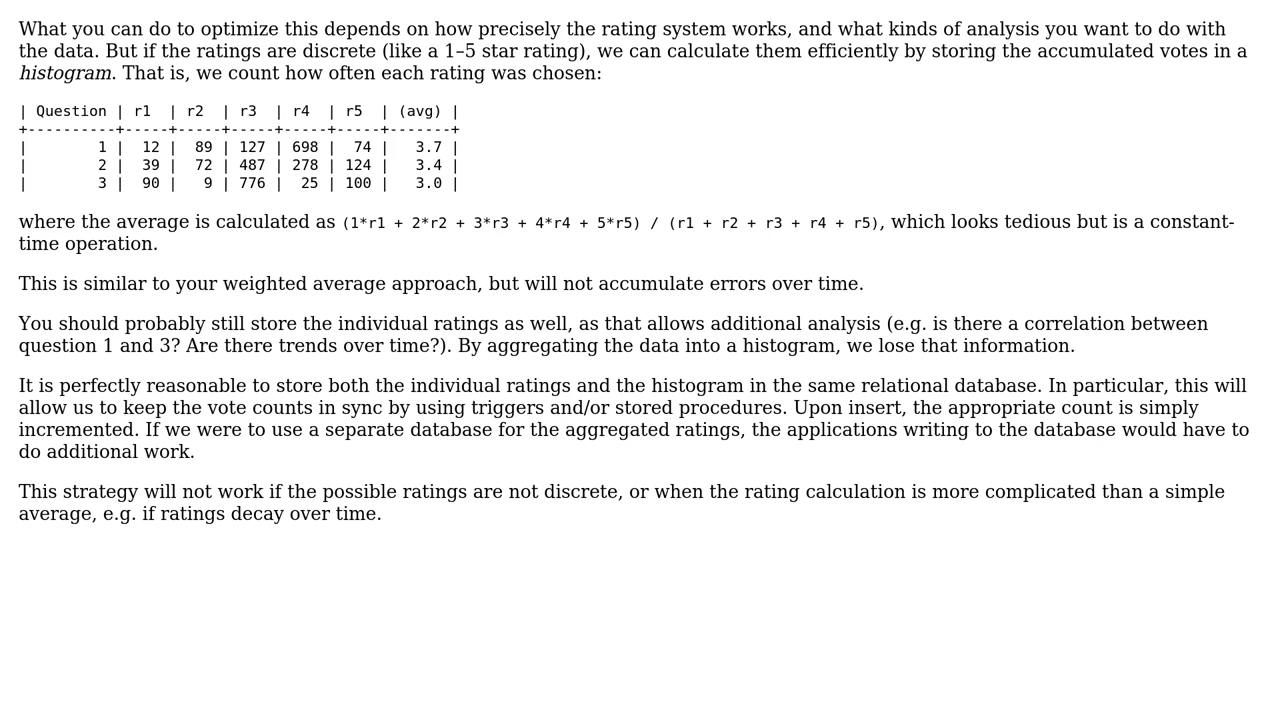 What you can do to optimize this depends on how precisely the rating system works, and what kinds of analysis you want to do with
the data. But if the ratings are discrete (like a 1–5 star rating), we can calculate them efficiently by storing the accumulated votes in a
histogram. That is, we count how often each rating was chosen:
| Question | r1  | r2  | r3  | r4  | r5  | (avg) |
+----------+-----+-----+-----+-----+-----+-------+
|        1 |  12 |  89 | 127 | 698 |  74 |   3.7 |
|        2 |  39 |  72 | 487 | 278 | 124 |   3.4 |
|        3 |  90 |   9 | 776 |  25 | 100 |   3.0 |
where the average is calculated as (1*r1 + 2*r2 + 3*r3 + 4*r4 + 5*r5) / (r1 + r2 + r3 + r4 + r5), which looks tedious but is a constant-
time operation.
This is similar to your weighted average approach, but will not accumulate errors over time.
You should probably still store the individual ratings as well, as that allows additional analysis (e.g. is there a correlation between
question 1 and 3? Are there trends over time?). By aggregating the data into a histogram, we lose that information.
It is perfectly reasonable to store both the individual ratings and the histogram in the same relational database. In particular, this will
allow us to keep the vote counts in sync by using triggers and/or stored procedures. Upon insert, the appropriate count is simply
incremented. If we were to use a separate database for the aggregated ratings, the applications writing to the database would have to
do additional work.
This strategy will not work if the possible ratings are not discrete, or when the rating calculation is more complicated than a simple
average, e.g. if ratings decay over time.